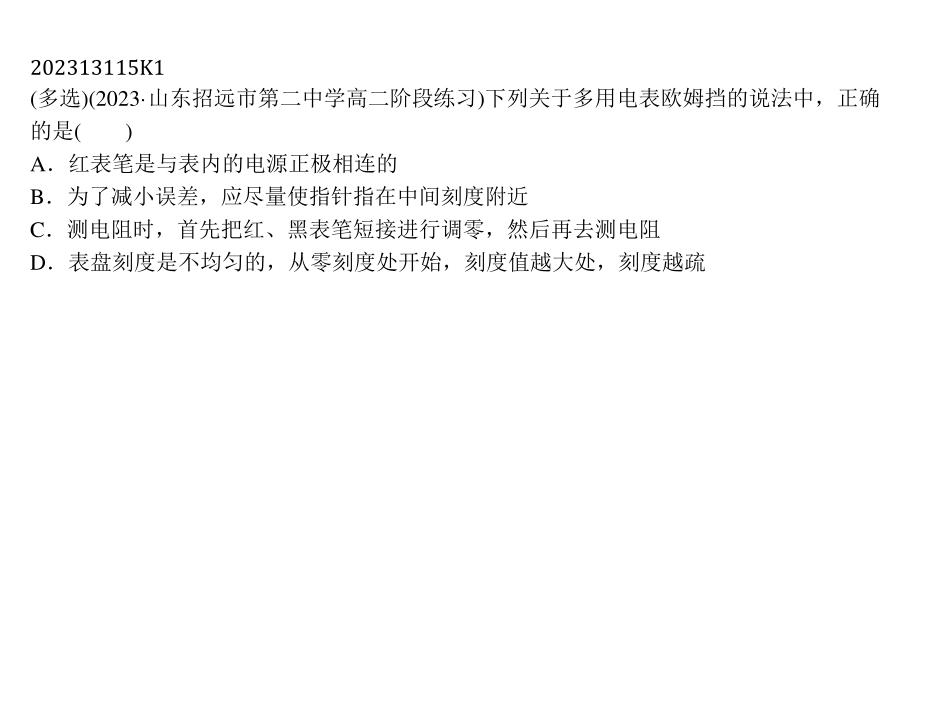 202313115K1
(多选)(2023·山东招远市第二中学高二阶段练习)下列关于多用电表欧姆挡的说法中，正确
的是(　　)
A．红表笔是与表内的电源正极相连的
B．为了减小误差，应尽量使指针指在中间刻度附近
C．测电阻时，首先把红、黑表笔短接进行调零，然后再去测电阻
D．表盘刻度是不均匀的，从零刻度处开始，刻度值越大处，刻度越疏